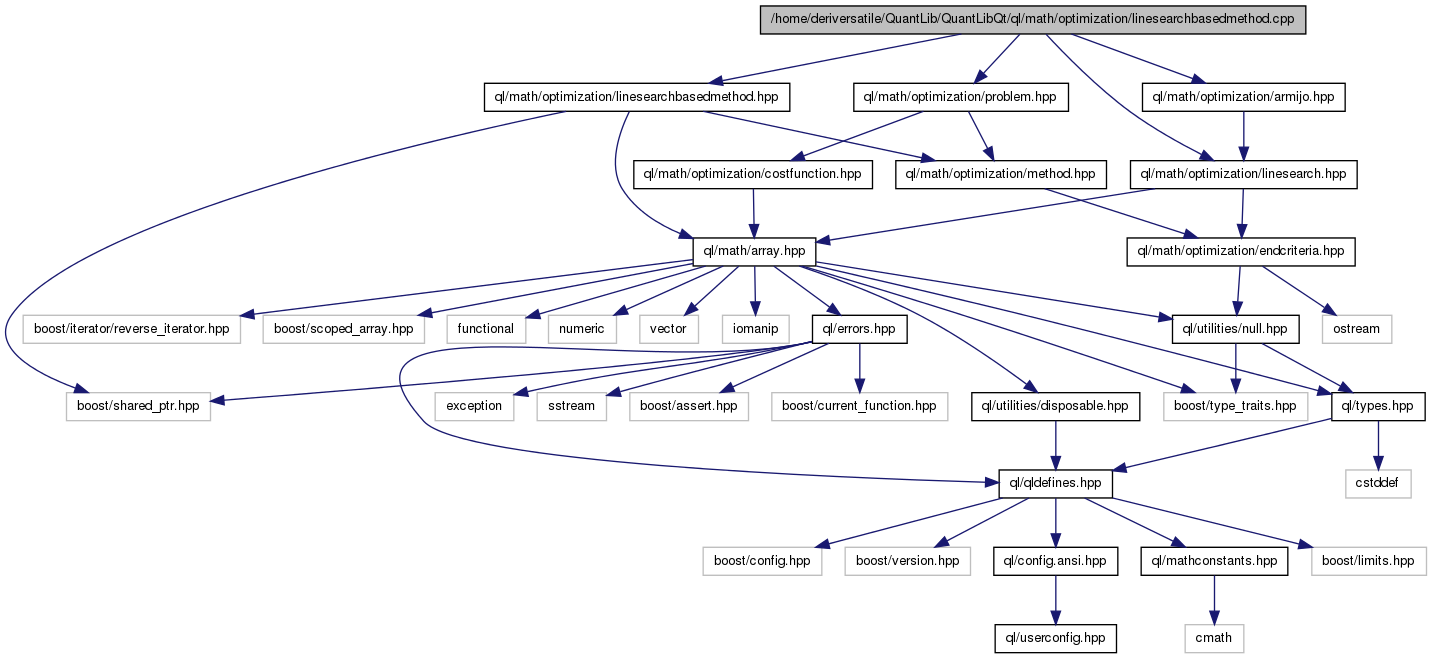 /home/deriversatile/QuantLib/QuantLibQt/ql/math/optimization/linesearchbasedmethod.cpp
ql/math/optimization/linesearchbasedmethod.hpp
ql/math/optimization/problem.hpp
ql/math/optimization/armijo.hpp
ql/math/optimization/costfunction.hpp
ql/math/optimization/method.hpp
ql/math/optimization/linesearch.hpp
ql/math/array.hpp
ql/math/optimization/endcriteria.hpp
boost/iterator/reverse_iterator.hpp
boost/scoped_array.hpp
functional
numeric
vector
iomanip
ql/errors.hpp
ql/utilities/null.hpp
ostream
boost/shared_ptr.hpp
exception
sstream
boost/assert.hpp
boost/current_function.hpp
ql/utilities/disposable.hpp
boost/type_traits.hpp
ql/types.hpp
ql/qldefines.hpp
cstddef
boost/config.hpp
boost/version.hpp
ql/config.ansi.hpp
ql/mathconstants.hpp
boost/limits.hpp
ql/userconfig.hpp
cmath